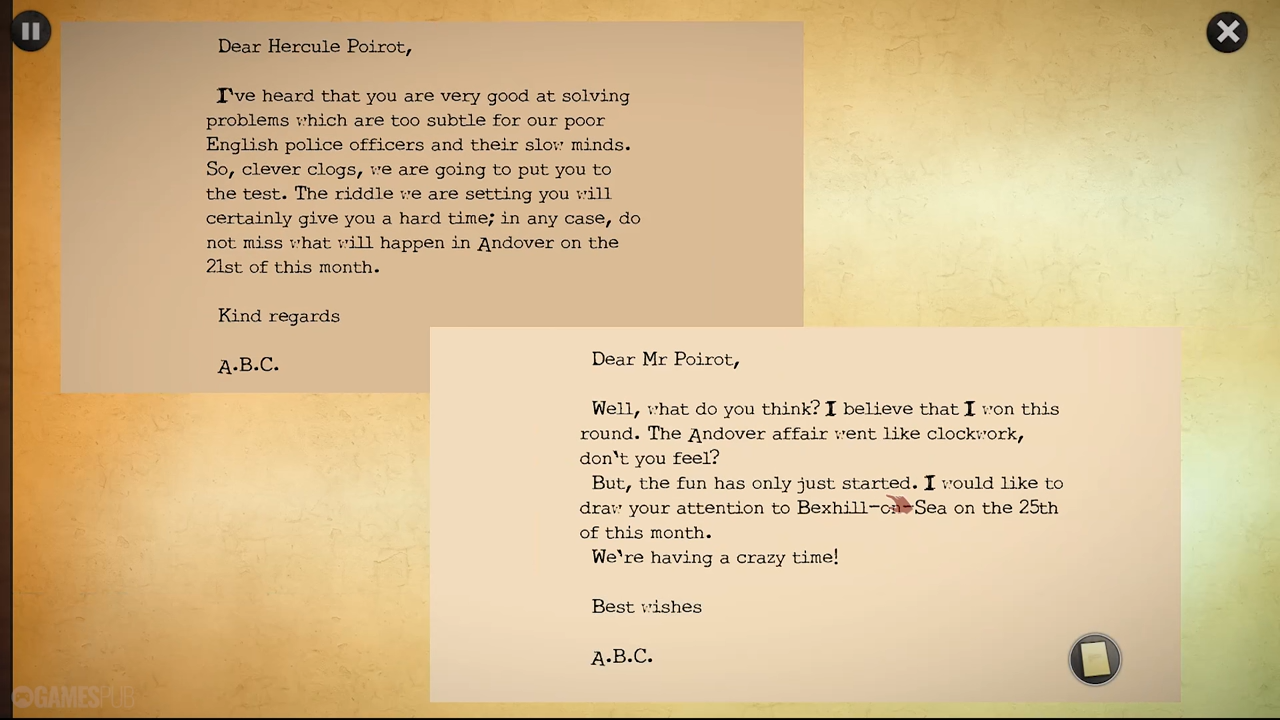 Dear Hercule Poirot,
I've heard that you are very good at solving
problems which are too subtle for our poor
English police officers and their slow minds.
So, clever clogs, we are going to put you to
the test. The riddle we are setting you will
certainly give you a hard time; in any case, do
not miss what will happen in Andover on the
21st of this month.
Kind regards
A.B.C.
Dear Mr Poirot,
Well, what do you think? I believe that I won this
round. The Andover affair went like clockwork,
don't you feel?
But, the fun has only just started. I would like to
draw your attention to Bexhill-on-Sea on the 25th
of this month.
We're having a crazy time!
Best wishes
A.B.C.
GAMESPUB